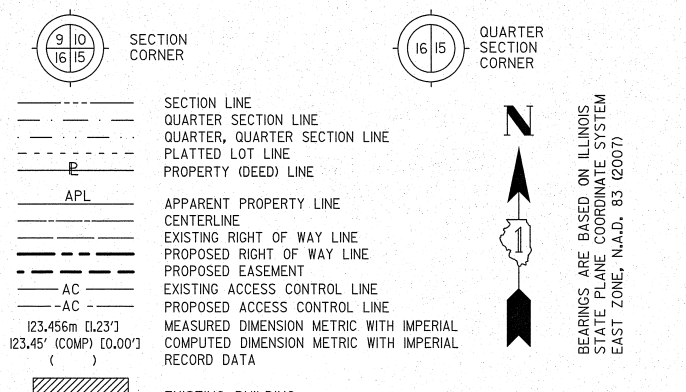 9 10
16 15
SECTION
CORNER
16 15
QUARTER
SECTION
CORNER
SECTION LINE
QUARTER SECTION LINE
QUARTER, QUARTER SECTION LINE
PLATTED LOT LINE
PL PROPERTY (DEED) LINE
APL APPARENT PROPERTY LINE
CENTERLINE
EXISTING RIGHT OF WAY LINE
PROPOSED RIGHT OF WAY LINE
PROPOSED EASEMENT
AC EXISTING ACCESS CONTROL LINE
AC PROPOSED ACCESS CONTROL LINE
123.456m [1.23'] MEASURED DIMENSION METRIC WITH IMPERIAL
123.45' (COMP) [0.00'] COMPUTED DIMENSION METRIC WITH IMPERIAL
( ) RECORD DATA
N
1
BEARINGS ARE BASED ON ILLINOIS
STATE PLANE COORDINATE SYSTEM
EAST ZONE, N.A.D. 83 (2007)